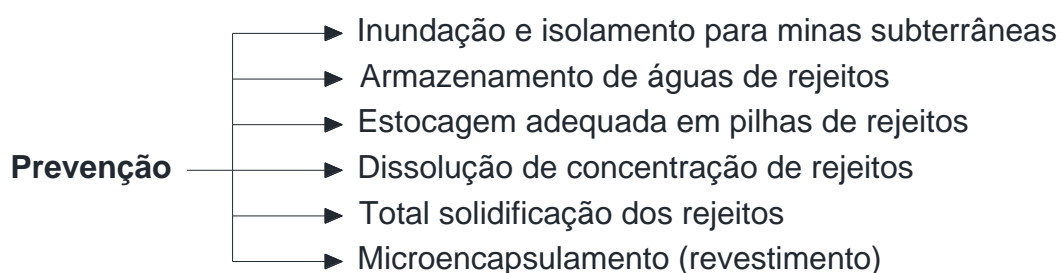 Inundação e isolamento para minas subterrâneas
Armazenamento de águas de rejeitos
Estocagem adequada em pilhas de rejeitos
Prevenção
Dissolução de concentração de rejeitos
Total solidificação dos rejeitos
Microencapsulamento (revestimento)